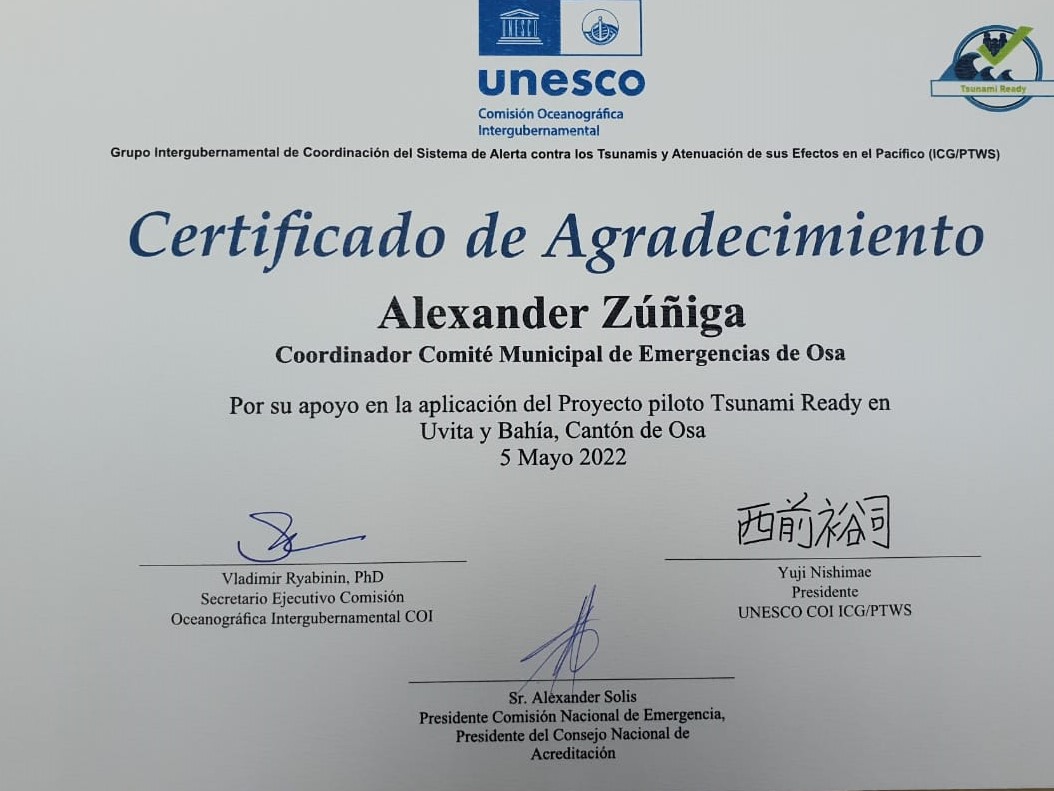 UNESCO
unesco
Comisión Oceanográfica
Intergubernamental
Tsunami Ready
Grupo Intergubernamental de Coordinación del Sistema de Alerta contra los Tsunamis y Atenuación de sus Efectos en el Pacífico (ICG/PTWS)
Certificado de Agradecimiento
Alexander Zúñiga
Coordinador Comité Municipal de Emergencias de Osa
Por su apoyo en la aplicación del Proyecto piloto Tsunami Ready en
Uvita y Bahía, Cantón de Osa
5 Mayo 2022
Vladimir Ryabinin, PhD
Secretario Ejecutivo Comisión
Oceanográfica Intergubernamental COI
西前裕司
Yuji Nishimae
Presidente
UNESCO COI ICG/PTWS
Sr. Alexander Solis
Presidente Comisión Nacional de Emergencia,
Presidente del Consejo Nacional de
Acreditación